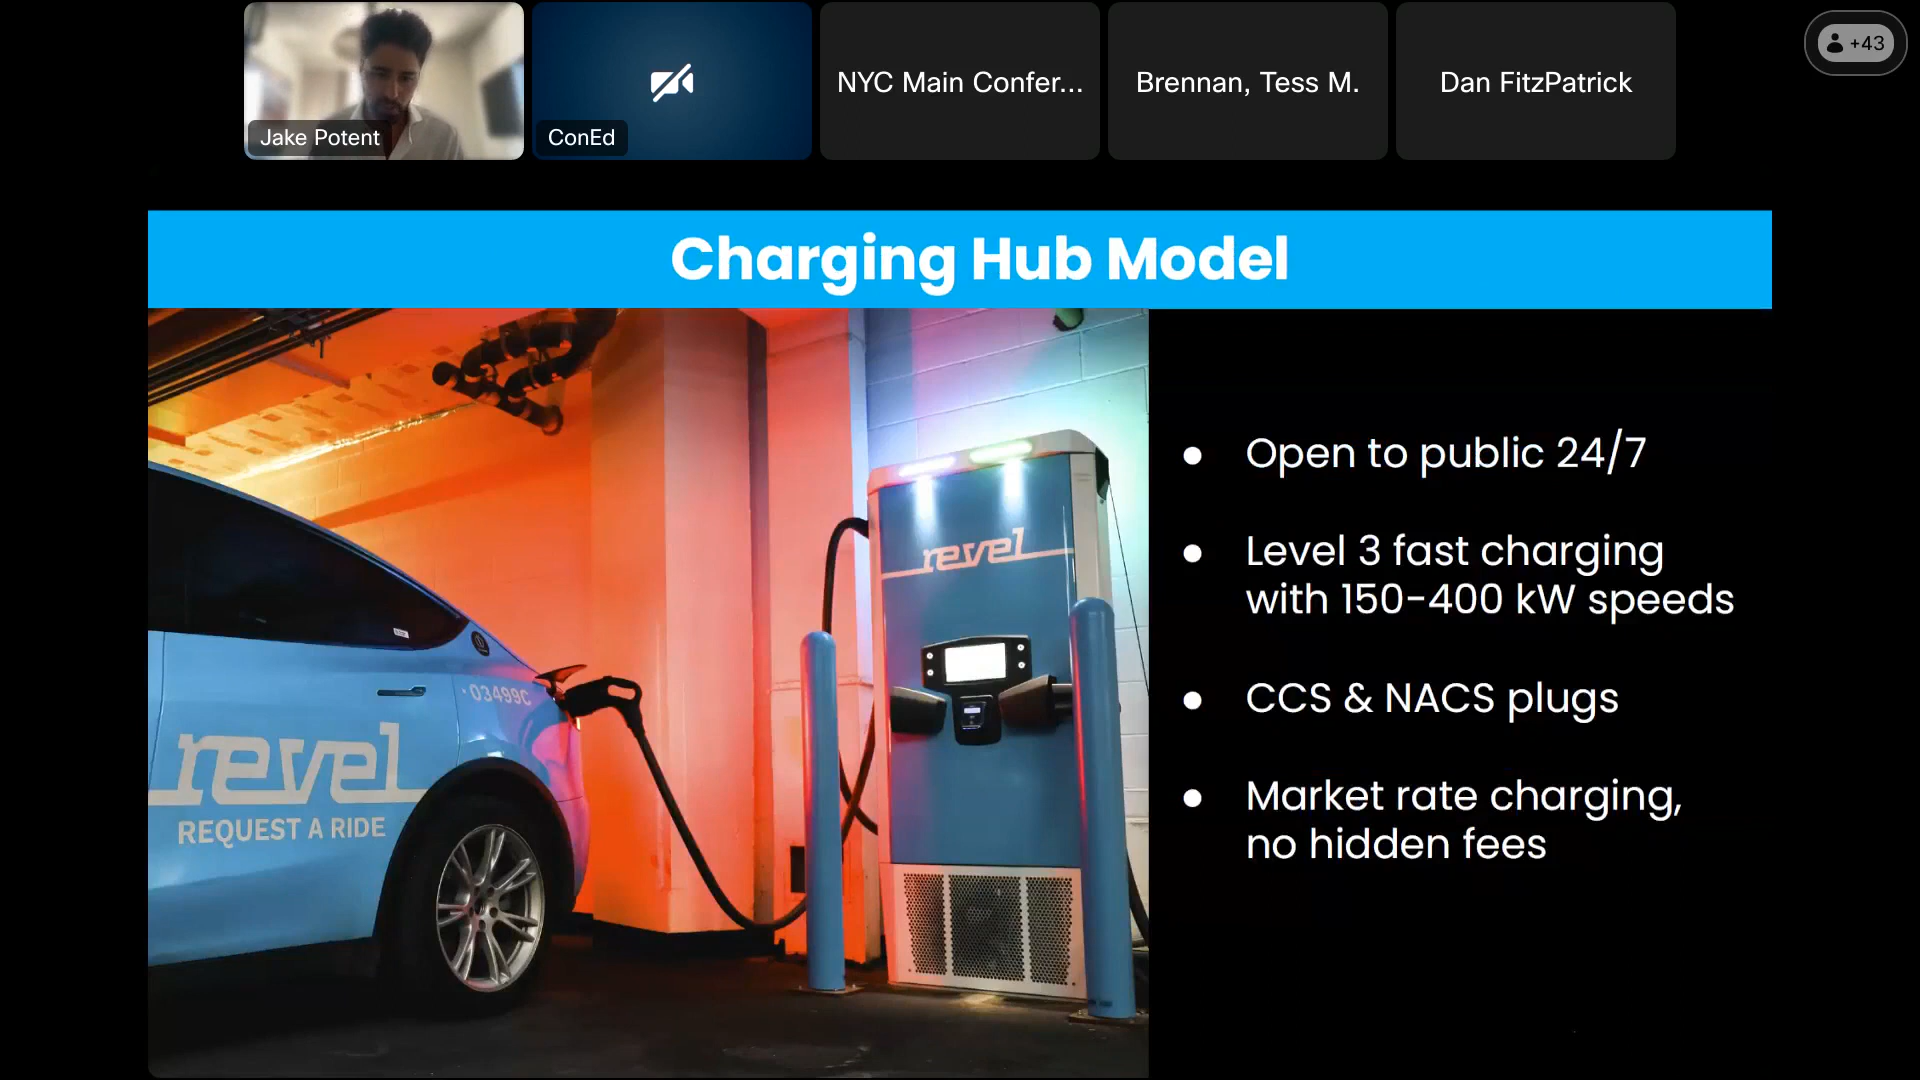 Jake Potent
ConEd
NYC Main Confer...
Brennan, Tess M.
Dan FitzPatrick
+43
Charging Hub Model
revel
03499C
revel
REQUEST A RIDE
● Open to public 24/7
● Level 3 fast charging
with 150-400 kW speeds
● CCS & NACS plugs
● Market rate charging,
no hidden fees